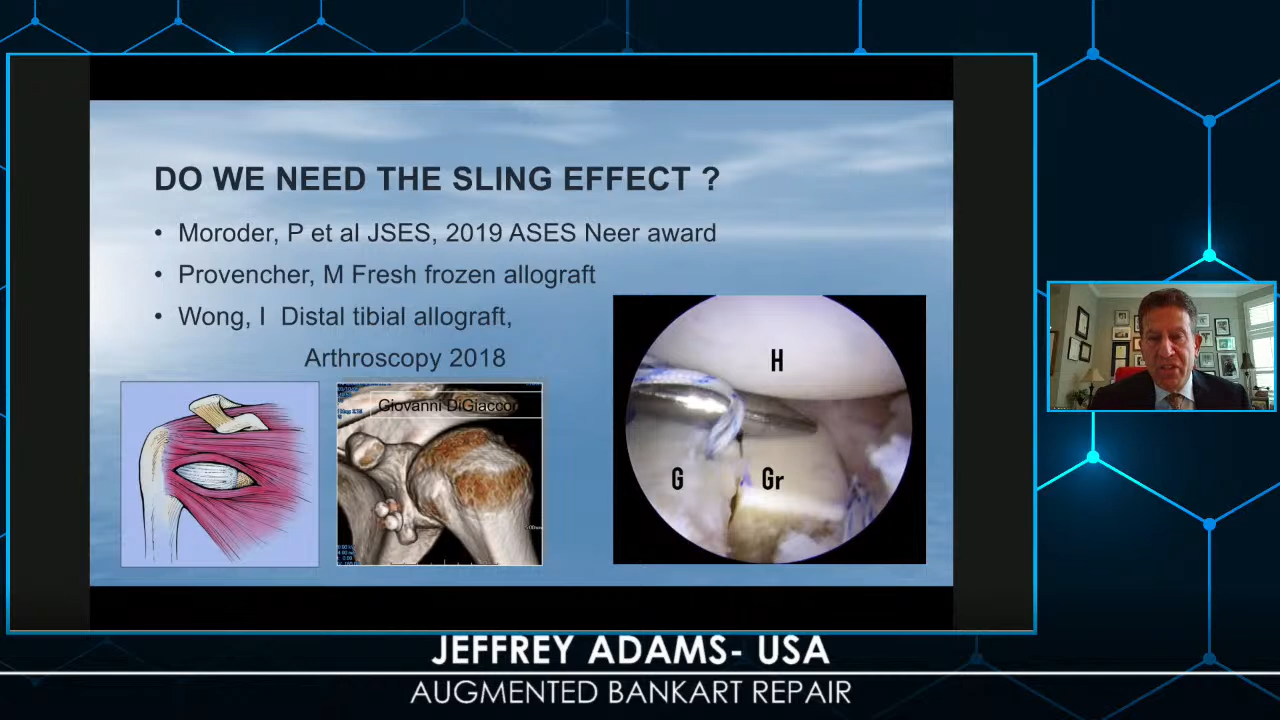 DO WE NEED THE SLING EFFECT ?
• Moroder, P et al JSES, 2019 ASES Neer award
• Provencher, M Fresh frozen allograft
• Wong, I Distal tibial allograft,
Arthroscopy 2018
Giovanni DiGiacco
H
G
Gr
JEFFREY ADAMS- USA
AUGMENTED BANKART REPAIR